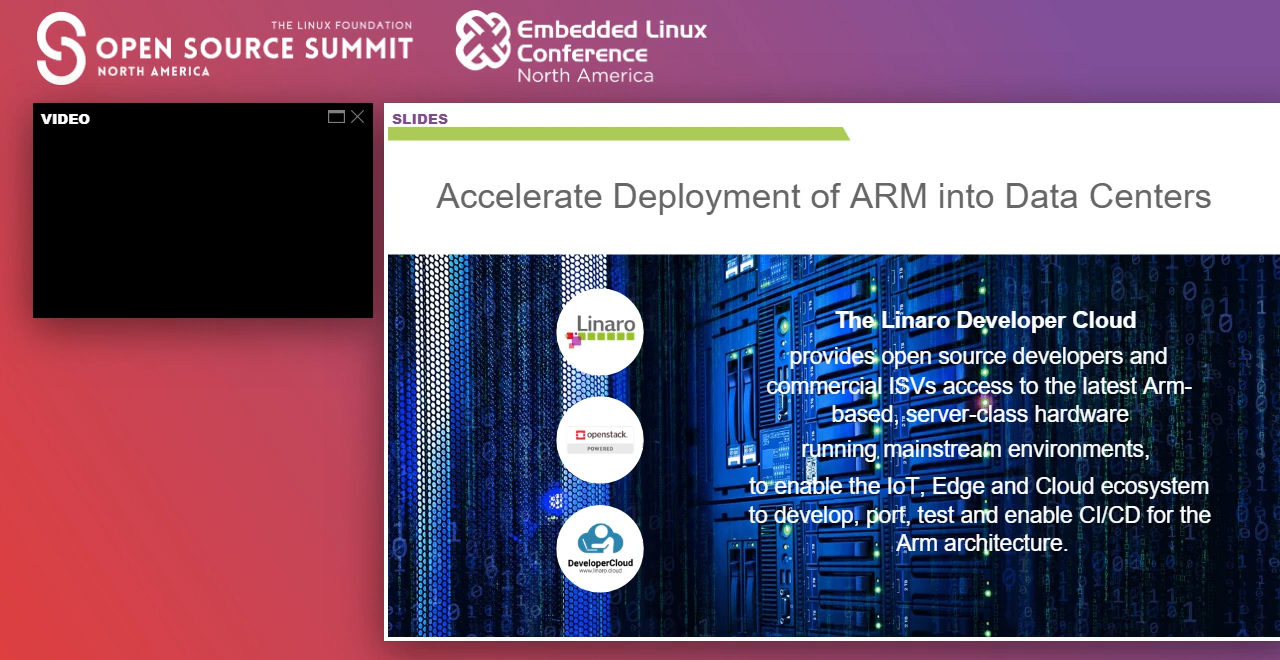 THE LINUX FOUNDATION
OPEN SOURCE SUMMIT
NORTH AMERICA
Embedded Linux
Conference
North America
VIDEO
SLIDES
Accelerate Deployment of ARM into Data Centers
Linaro
openstack.
POWERED
DeveloperCloud
www.linaro.cloud
The Linaro Developer Cloud
provides open source developers and
commercial ISVs access to the latest Arm-
based, server-class hardware
running mainstream environments,
to enable the IoT, Edge and Cloud ecosystem
to develop, port, test and enable CI/CD for the
Arm architecture.